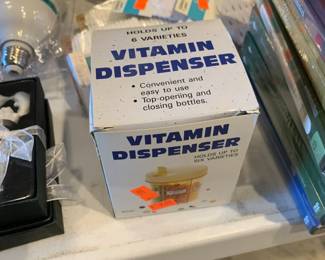 HOLDS UP TO
6 VARIETIES
VITAMIN
DISPENSER
• Convenient and
easy to use
• Top-opening and
closing bottles.
VITAMIN
DISPENSER
HOLDS UP TO
SIX VARIETIES